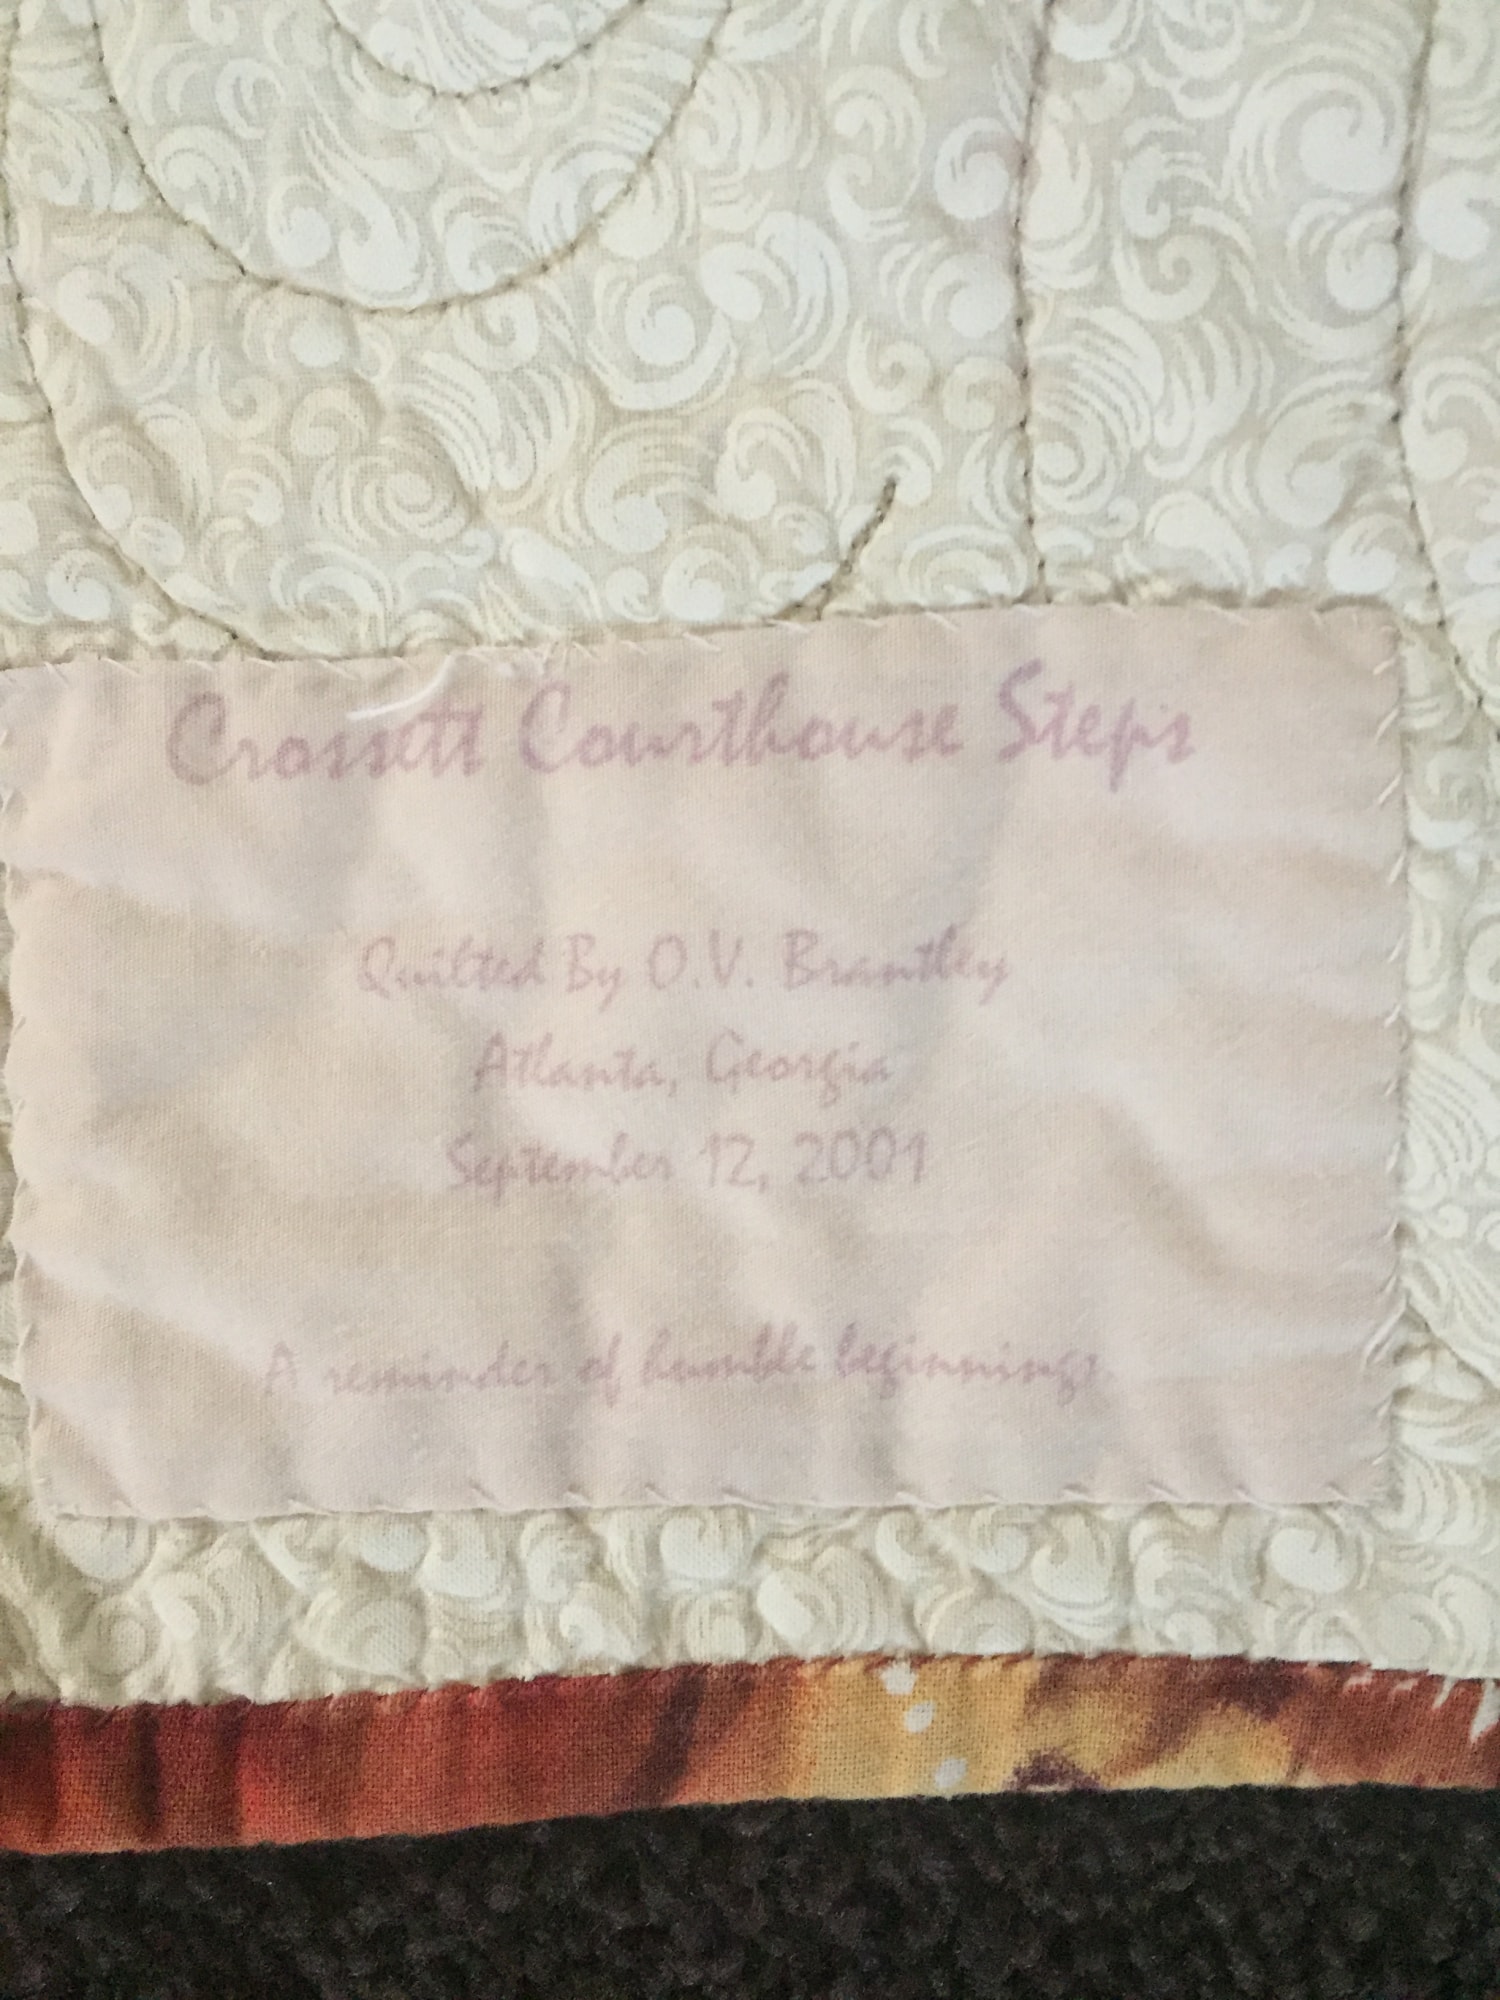 Crossett Courthouse Steps
Quilted By O.V. Brantley
Atlanta, Georgia
September 12, 2001
A reminder of humble beginnings.